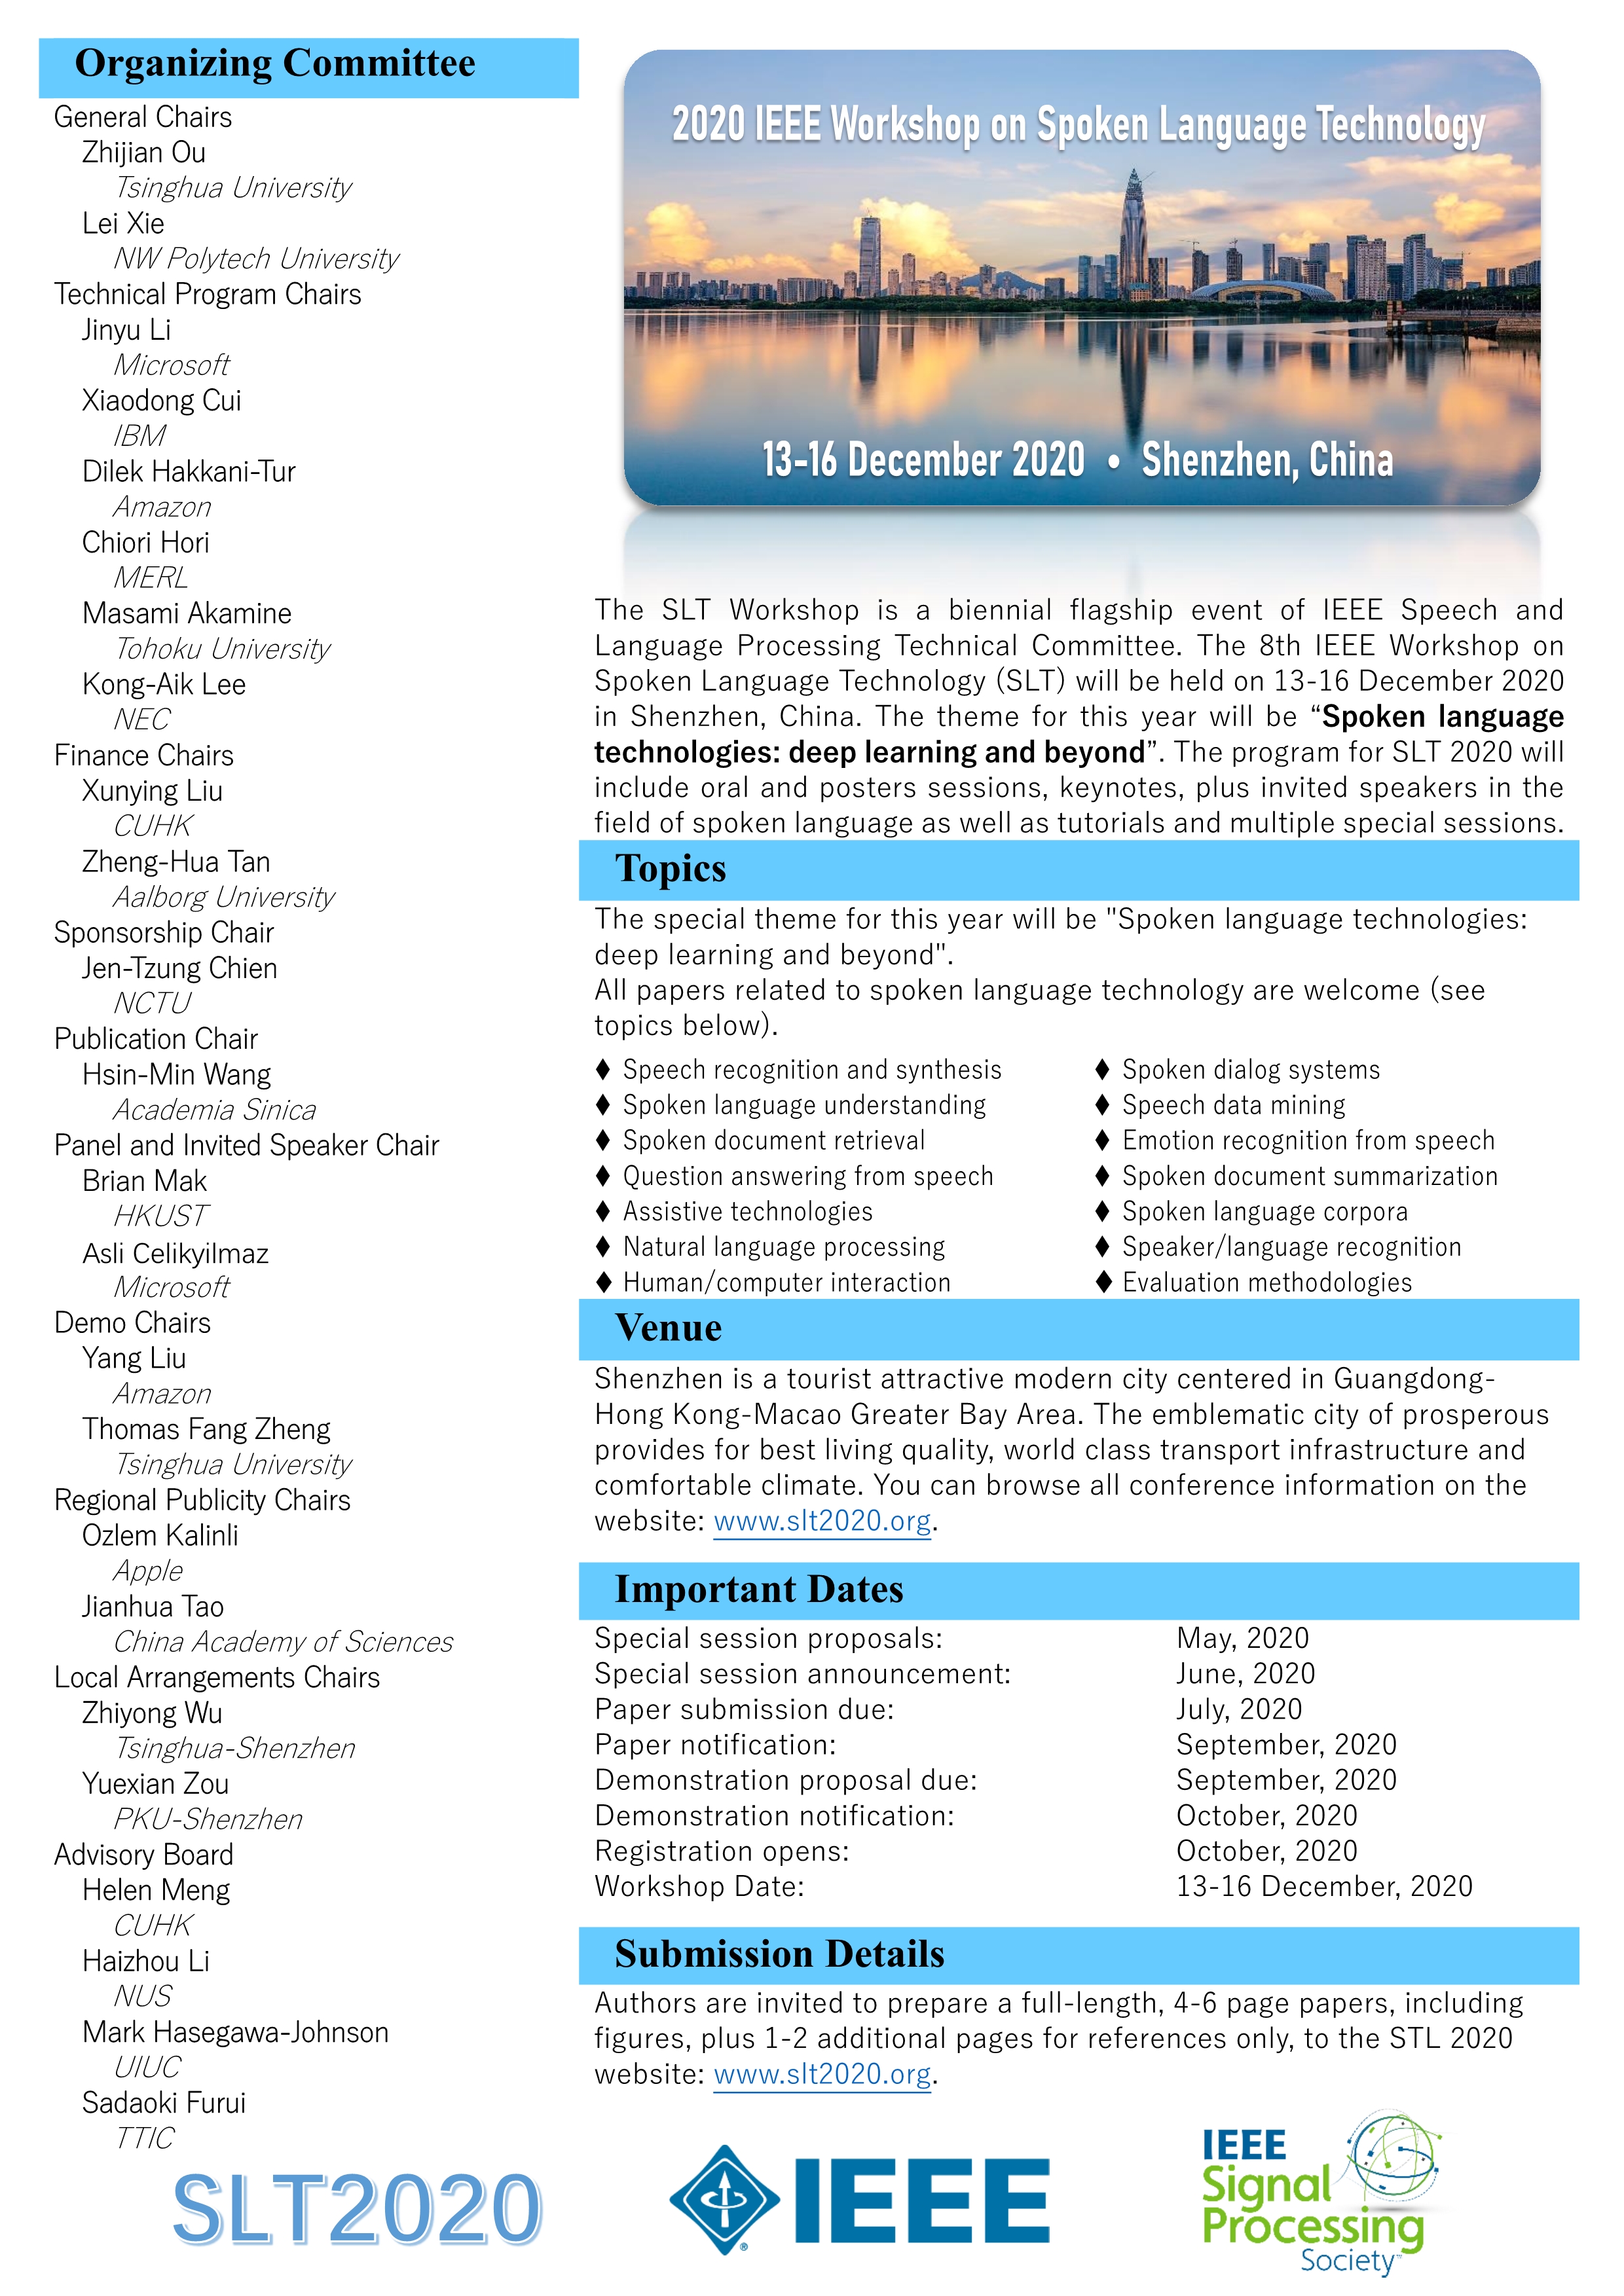 Organizing Committee
General Chairs
Zhijian Ou
Tsinghua University
Lei Xie
NW Polytech University
Technical Program Chairs
Jinyu Li
Microsoft
Xiaodong Cui
IBM
Dilek Hakkani-Tur
Amazon
Chiori Hori
MERL
Masami Akamine
Tohoku University
Kong-Aik Lee
NEC
Finance Chairs
Xunying Liu
CUHK
Zheng-Hua Tan
Aalborg University
Sponsorship Chair
Jen-Tzung Chien
NCTU
Publication Chair
Hsin-Min Wang
Academia Sinica
Panel and Invited Speaker Chair
Brian Mak
HKUST
Asli Celikyilmaz
Microsoft
Demo Chairs
Yang Liu
Amazon
Thomas Fang Zheng
Tsinghua University
Regional Publicity Chairs
Ozlem Kalinli
Apple
Jianhua Tao
China Academy of Sciences
Local Arrangements Chairs
Zhiyong Wu
Tsinghua-Shenzhen
Yuexian Zou
PKU-Shenzhen
Advisory Board
Helen Meng
CUHK
Haizhou Li
NUS
Mark Hasegawa-Johnson
UIUC
Sadaoki Furui
TTIC
2020 IEEE Workshop on Spoken Language Technology
13-16 December 2020 • Shenzhen, China
The SLT Workshop is a biennial flagship event of IEEE Speech and
Language Processing Technical Committee. The 8th IEEE Workshop on
Spoken Language Technology (SLT) will be held on 13-16 December 2020
in Shenzhen, China. The theme for this year will be “Spoken language
technologies: deep learning and beyond”. The program for SLT 2020 will
include oral and posters sessions, keynotes, plus invited speakers in the
field of spoken language as well as tutorials and multiple special sessions.
Topics
The special theme for this year will be "Spoken language technologies:
deep learning and beyond".
All papers related to spoken language technology are welcome (see
topics below).
♦ Speech recognition and synthesis
♦ Spoken language understanding
♦ Spoken document retrieval
♦ Question answering from speech
♦ Assistive technologies
♦ Natural language processing
♦ Human/computer interaction
♦ Spoken dialog systems
♦ Speech data mining
♦ Emotion recognition from speech
♦ Spoken document summarization
♦ Spoken language corpora
♦ Speaker/language recognition
♦ Evaluation methodologies
Venue
Shenzhen is a tourist attractive modern city centered in Guangdong-
Hong Kong-Macao Greater Bay Area. The emblematic city of prosperous
provides for best living quality, world class transport infrastructure and
comfortable climate. You can browse all conference information on the
website: www.slt2020.org.
Important Dates
Special session proposals: May, 2020
Special session announcement: June, 2020
Paper submission due: July, 2020
Paper notification: September, 2020
Demonstration proposal due: September, 2020
Demonstration notification: October, 2020
Registration opens: October, 2020
Workshop Date: 13-16 December, 2020
Submission Details
Authors are invited to prepare a full-length, 4-6 page papers, including
figures, plus 1-2 additional pages for references only, to the STL 2020
website: www.slt2020.org.
SLT2020
IEEE®
IEEE
Signal
Processing
Society™